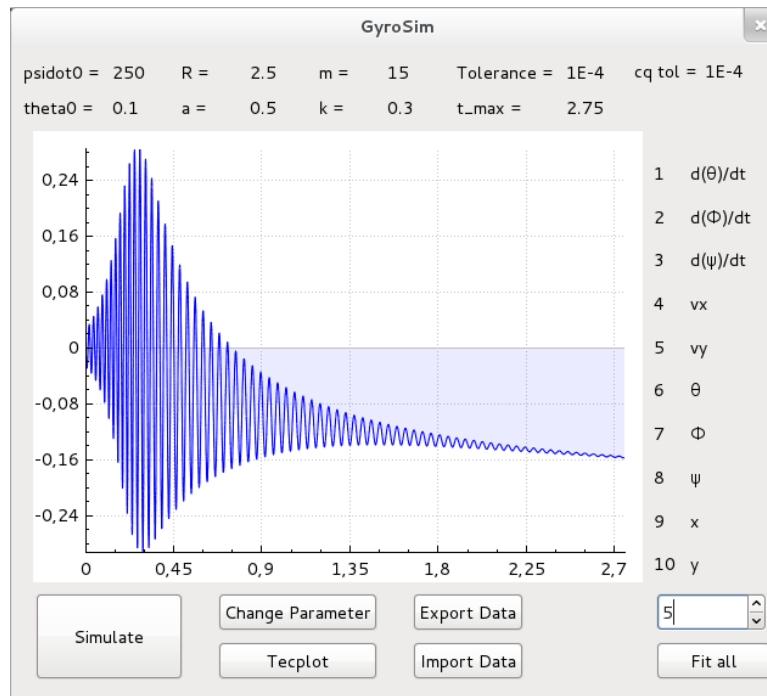 GyroSim
psidot0 = 250 R = 2.5 m = 15 Tolerance = 1E-4 cq tol = 1E-4
theta0 = 0.1 a = 0.5 k = 0.3 t_max = 2.75
0,24
0,16
0,08
0
-0,08
-0,16
-0,24
0 0,45 0,9 1,35 1,8 2,25 2,7
1 d(θ)/dt
2 d(Φ)/dt
3 d(ψ)/dt
4 vx
5 vy
6 θ
7 Φ
8 ψ
9 x
10 y
Simulate
Change Parameter
Export Data
5
Tecplot
Import Data
Fit all